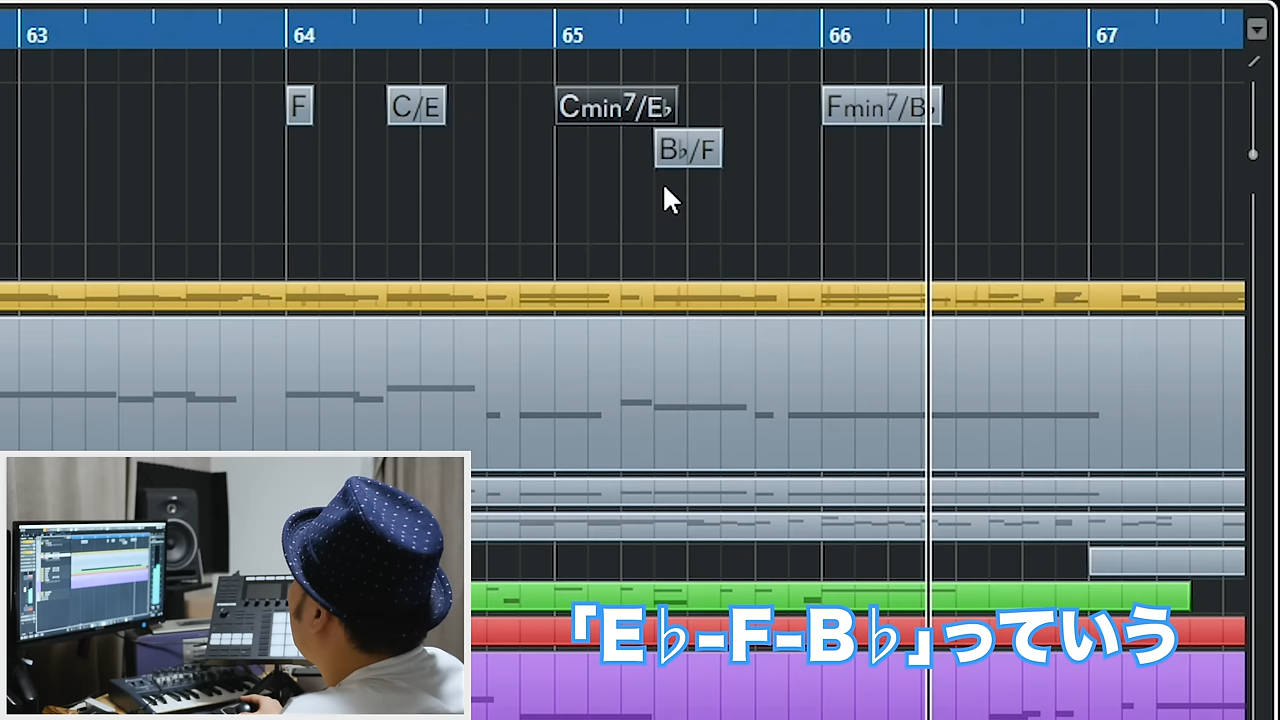 63 64 65 66 67
F C/E Cmin7/E♭ Fmin7/B♭
B♭/F
「E♭-F-B♭」っていう